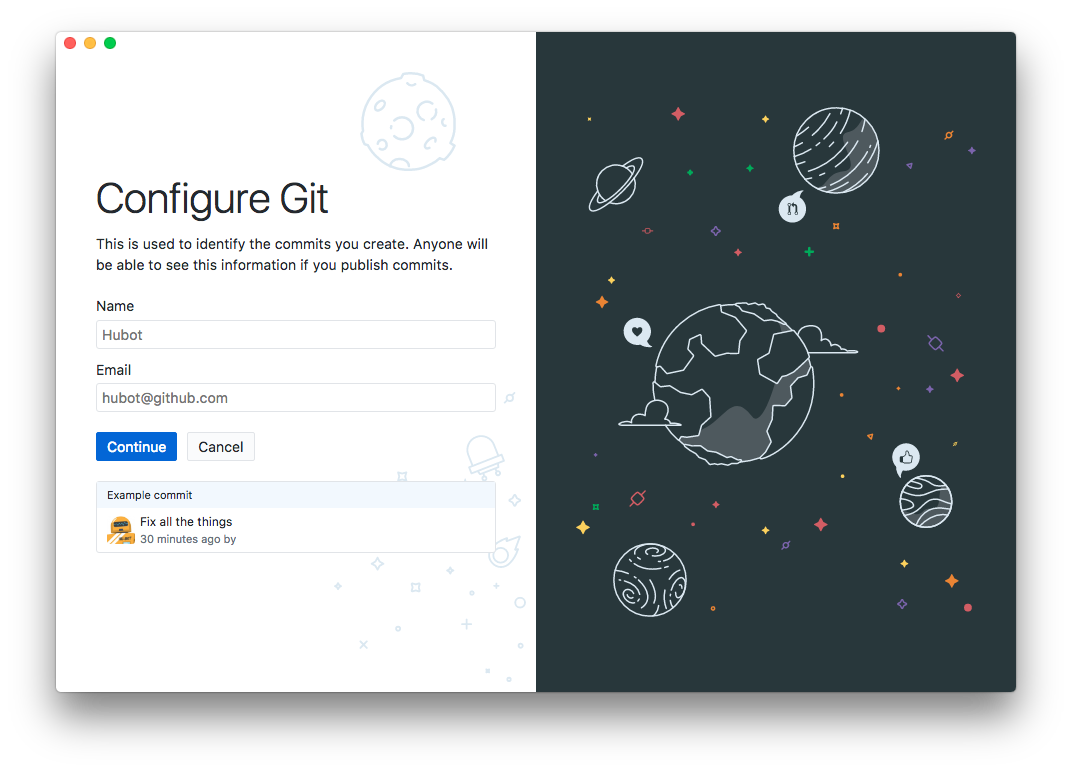 Configure Git
This is used to identify the commits you create. Anyone will
be able to see this information if you publish commits.
Name
Hubot
Email
hubot@github.com
Continue Cancel
Example commit
Fix all the things
30 minutes ago by